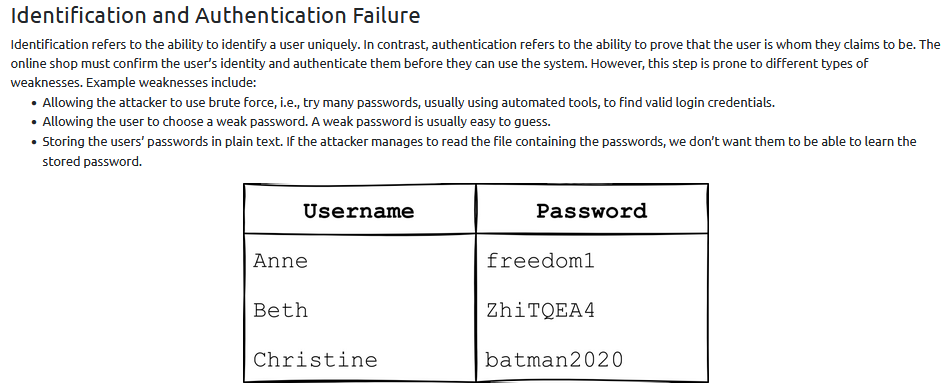 Identification and Authentication Failure
Identification refers to the ability to identify a user uniquely. In contrast, authentication refers to the ability to prove that the user is whom they claims to be. The
online shop must confirm the user’s identity and authenticate them before they can use the system. However, this step is prone to different types of
weaknesses. Example weaknesses include:
• Allowing the attacker to use brute force, i.e., try many passwords, usually using automated tools, to find valid login credentials.
• Allowing the user to choose a weak password. A weak password is usually easy to guess.
• Storing the users’ passwords in plain text. If the attacker manages to read the file containing the passwords, we don’t want them to be able to learn the
stored password.
Username Password
Anne freedom1
Beth ZhiTQEA4
Christine batman2020